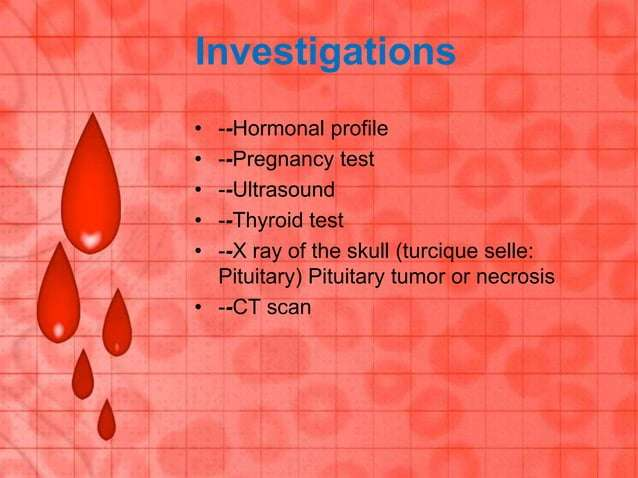 Investigations
• --Hormonal profile
• --Pregnancy test
• --Ultrasound
• --Thyroid test
• --X ray of the skull (turcique selle:
Pituitary) Pituitary tumor or necrosis
• --CT scan